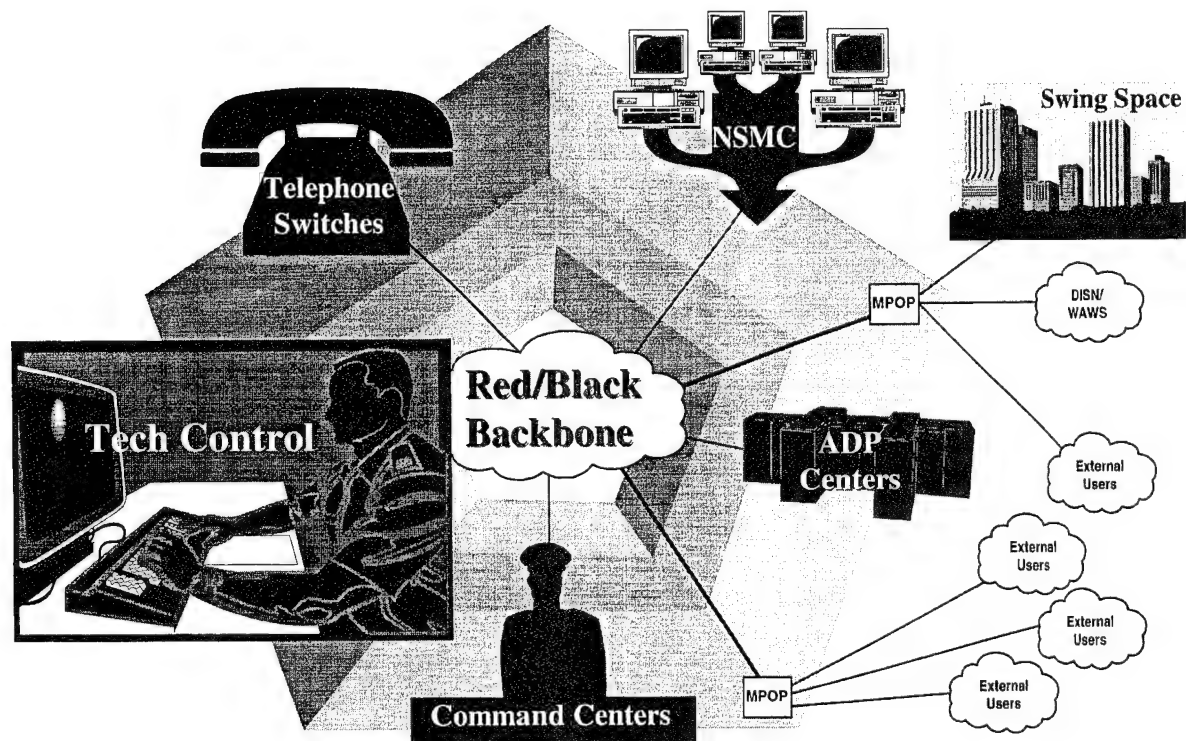 NSMC
Swing Space
Telephone
Switches
MPOP
DISN/
WAWS
Red/Black
Backbone
Tech Control
ADP
Centers
External
Users
External
Users
External
Users
External
Users
MPOP
Command Centers